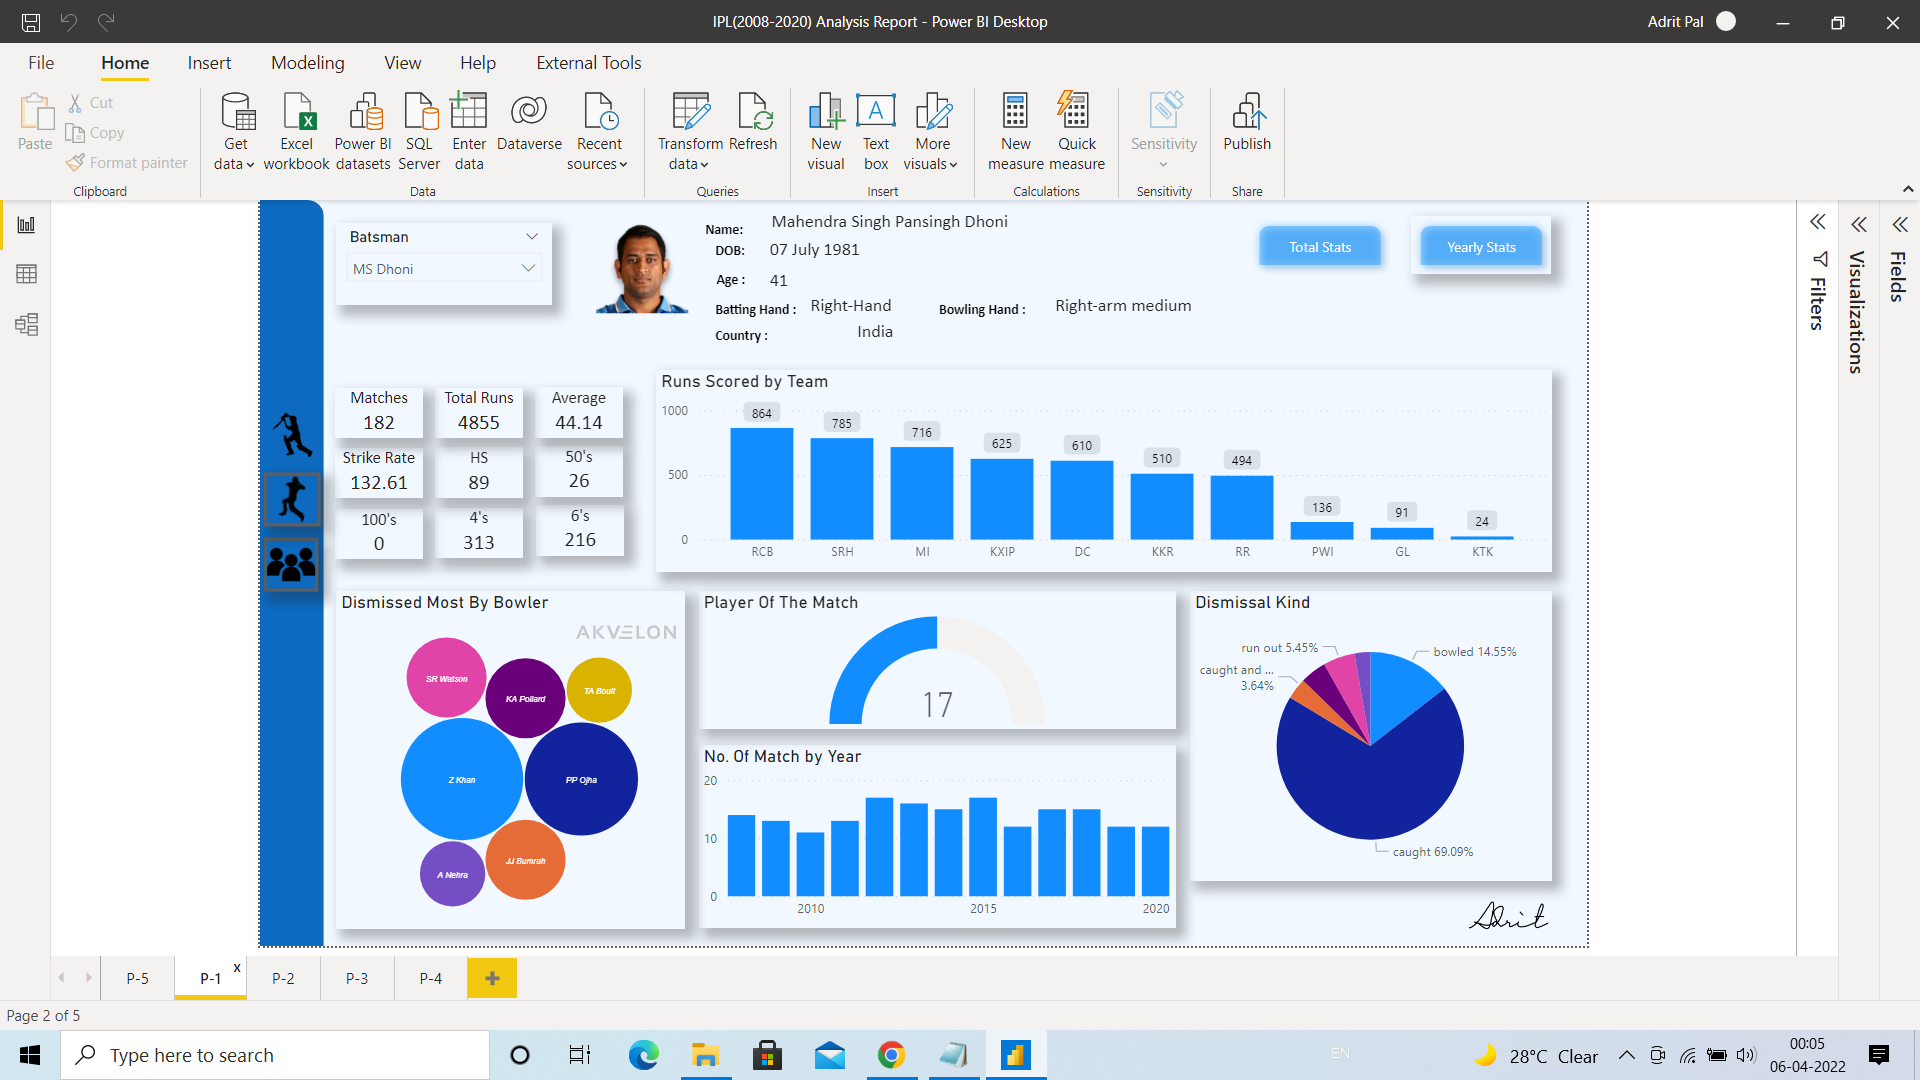 IPL(2008-2020) Analysis Report - Power BI Desktop
Adrit Pal
File Home Insert Modeling View Help External Tools
Paste
Cut
Copy
Format painter
Clipboard
Get data
Excel workbook
Power BI datasets
SQL Server
Enter data
Dataverse
Recent sources
Data
Transform data
Refresh
Queries
New visual
A
Text box
More visuals
Insert
New measure
Quick measure
Calculations
Sensitivity
Sensitivity
Publish
Share
Batsman
MS Dhoni
Name: Mahendra Singh Pansingh Dhoni
DOB: 07 July 1981
Age : 41
Batting Hand : Right-Hand
Bowling Hand : Right-arm medium
Country : India
Total Stats
Yearly Stats
Filters
Visualizations
Fields
Matches
182
Total Runs
4855
Average
44.14
Strike Rate
132.61
HS
89
50's
26
100's
0
4's
313
6's
216
Runs Scored by Team
1000
500
0
864
785
716
625
610
510
494
136
91
24
RCB SRH MI KXIP DC KKR RR PWI GL KTK
Dismissed Most By Bowler
AKVELON
SR Watson
KA Pollard
TA Boult
Z Khan
PP Ojha
JJ Bumrah
A Nehra
Player Of The Match
17
No. Of Match by Year
20
10
0
2010 2015 2020
Dismissal Kind
run out 5.45%
caught and ...
3.64%
bowled 14.55%
caught 69.09%
Adrit
P-5 P-1 x P-2 P-3 P-4 +
Page 2 of 5
Type here to search
EN
28°C Clear
00:05
06-04-2022